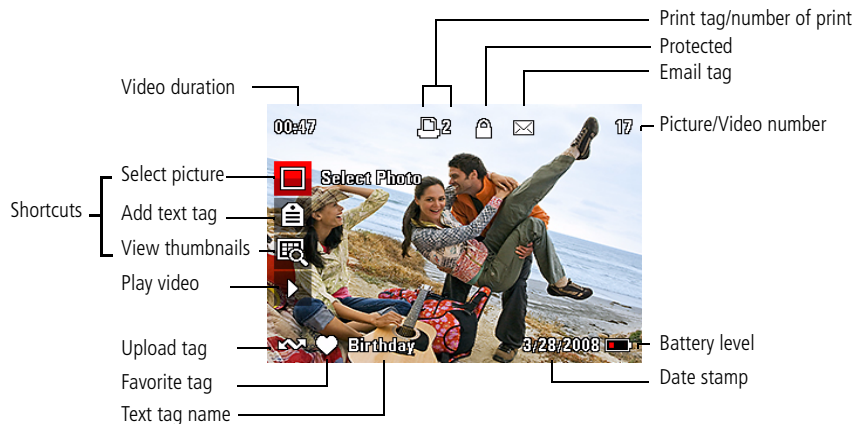 Print tag/number of print
Protected
Email tag
Video duration
00:47
2
17
Picture/Video number
Select picture
Select Photo
Shortcuts
Add text tag
View thumbnails
Play video
Upload tag
Birthday
3/28/2008
Battery level
Favorite tag
Date stamp
Text tag name